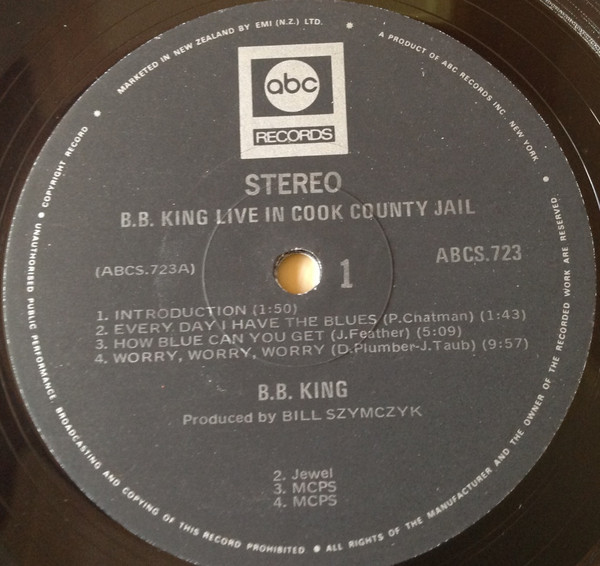 MARKETED IN NEW ZEALAND BY EMI (N.Z.) LTD. • A PRODUCT OF ABC RECORDS INC. NEW YORK. •
abc
RECORDS
STEREO
B.B. KING LIVE IN COOK COUNTY JAIL
(ABCS.723A)
1
ABCS.723
1. INTRODUCTION (1:50)
2. EVERY DAY I HAVE THE BLUES (P.Chatman) (1:43)
3. HOW BLUE CAN YOU GET (J.Feather) (5:09)
4. WORRY, WORRY, WORRY (D.Plumber-J.Taub) (9:57)
B.B. KING
Produced by BILL SZYMCZYK
2. Jewel
3. MCPS
4. MCPS
• ALL RIGHTS OF THE MANUFACTURER AND THE OWNER OF THE RECORDED WORK ARE RESERVED.
• UNAUTHORISED PUBLIC PERFORMANCE. BROADCASTING AND COPYING OF THIS RECORD PROHIBITED
• COPYRIGHT RECORD